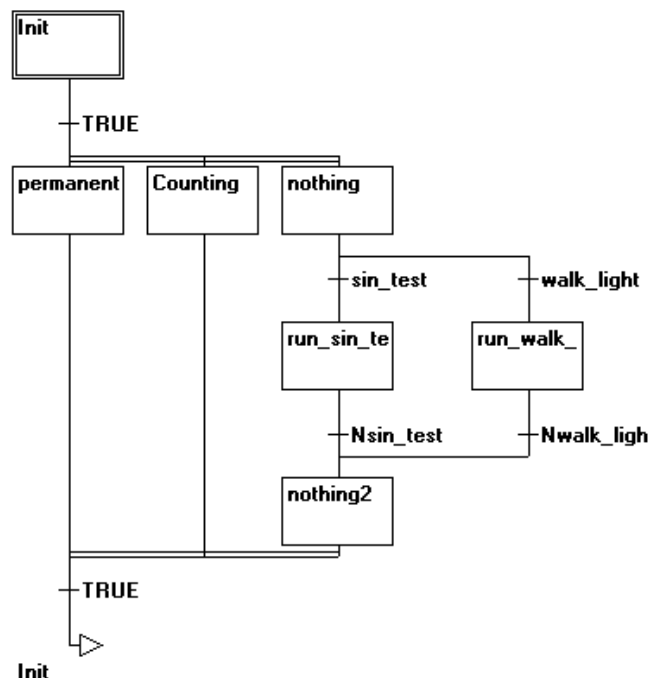 Init
TRUE
permanent Counting nothing
sin_test walk_light
run_sin_te run_walk_
Nsin_test Nwalk_ligh
nothing2
TRUE
Init